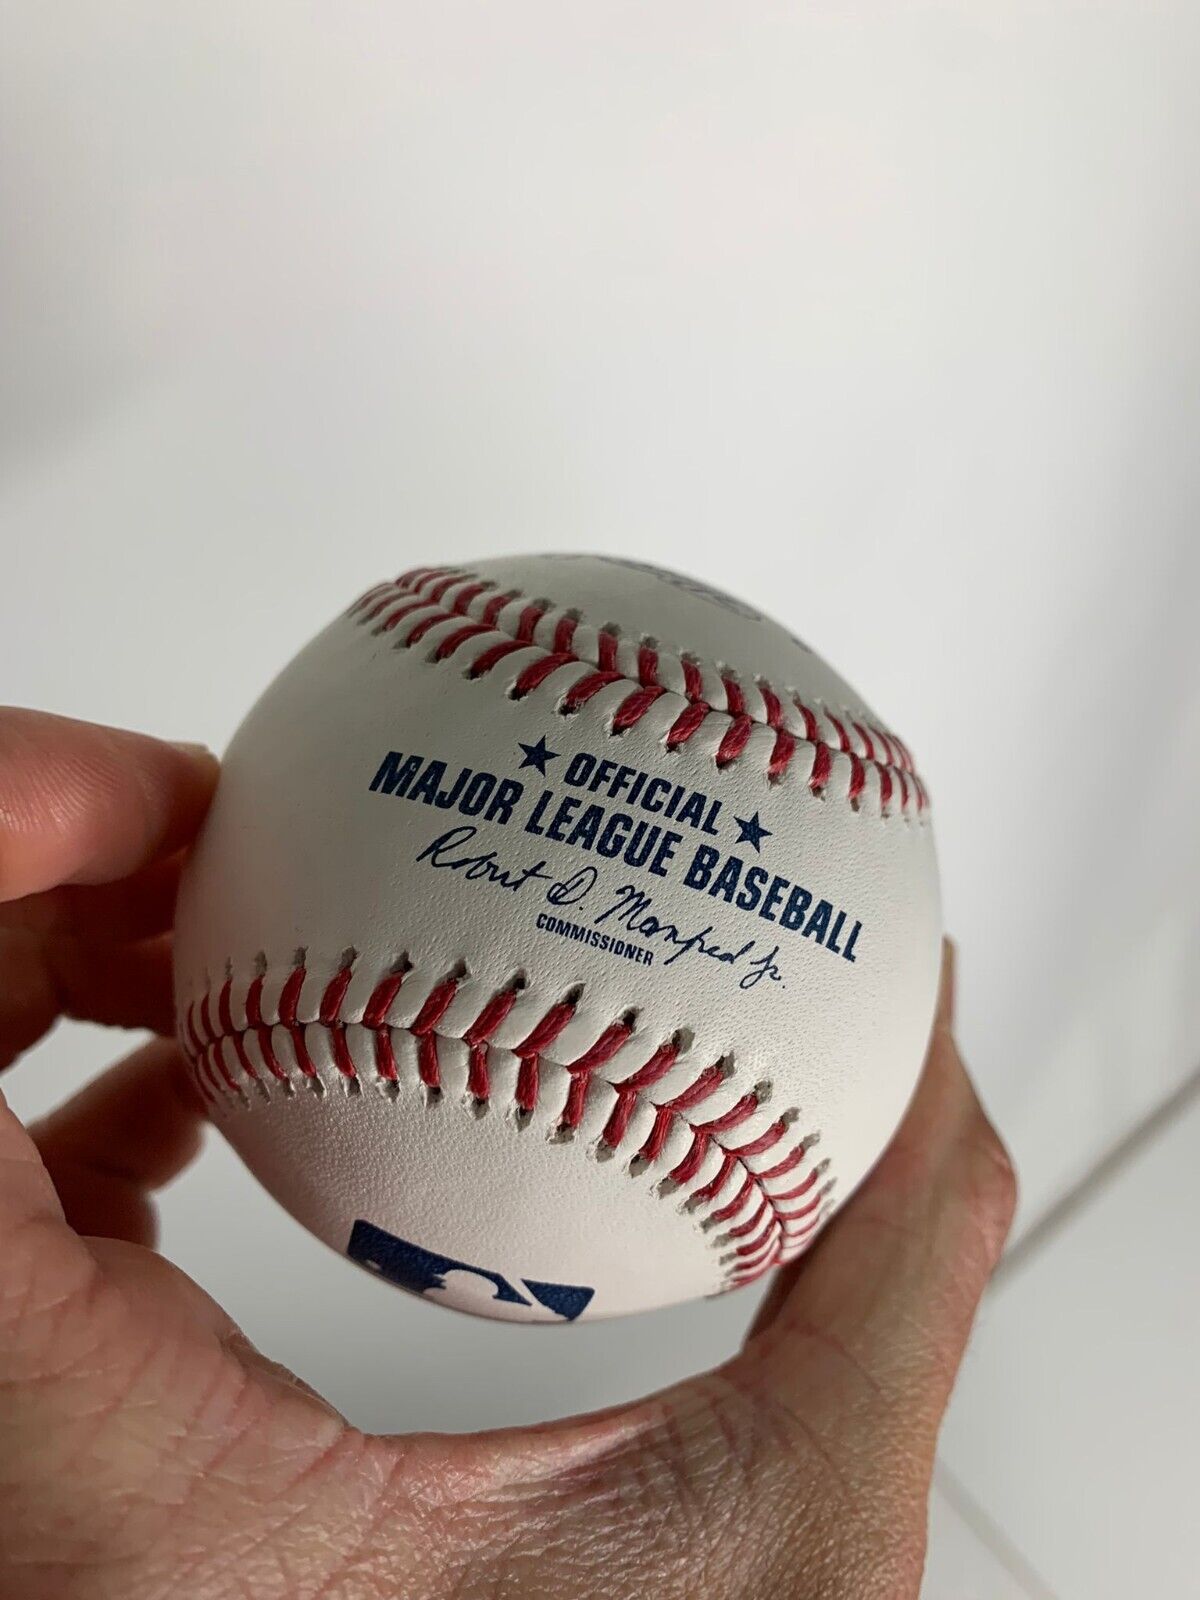 ★ OFFICIAL ★
MAJOR LEAGUE BASEBALL
Robert D. Manfred Jr.
COMMISSIONER